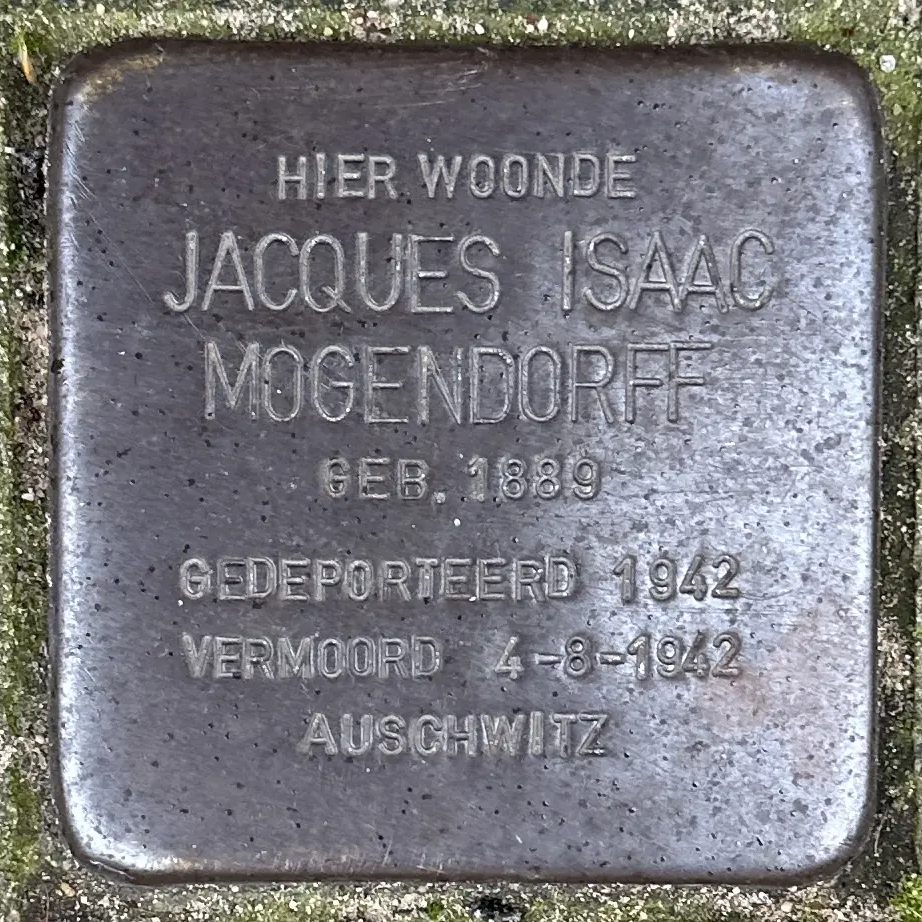 HIER WOONDE
JACQUES ISAAC
MOGENDORFF
GEB. 1889
GEDEPORTEERD 1942
VERMOORD 4-8-1942
AUSCHWITZ